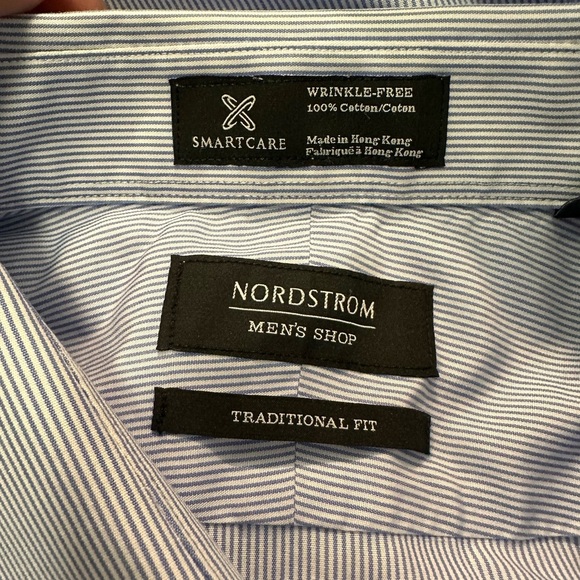 SMARTCARE
WRINKLE-FREE
100% Cotton/Coton
Made in Hong Kong
Fabriqué à Hong Kong
NORDSTROM
MEN'S SHOP
TRADITIONAL FIT